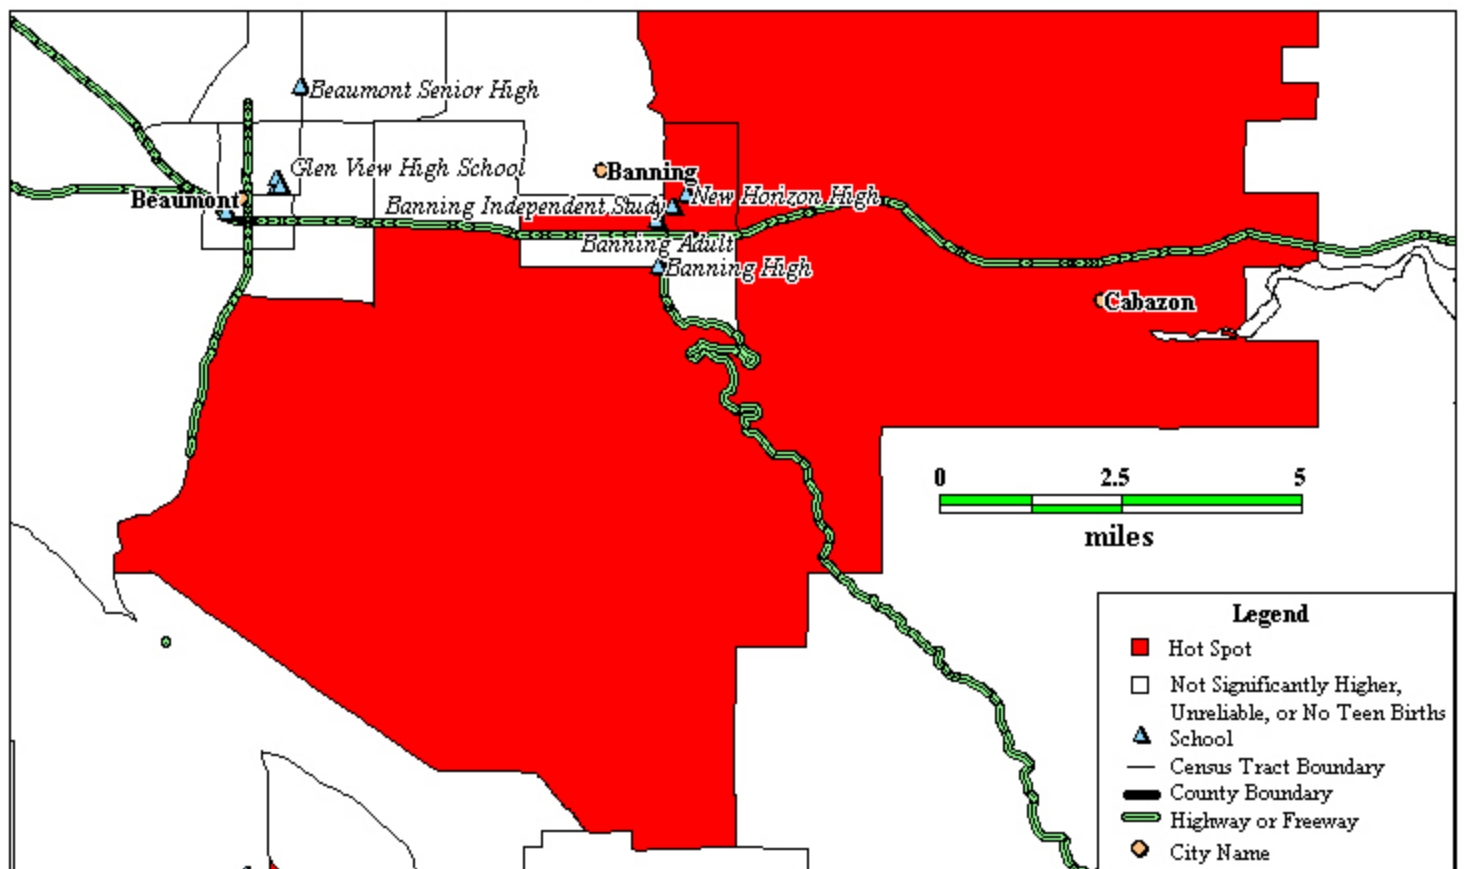 Beaumont Senior High
Glen View High School
Banning
Beaumont
New Horizon High
Banning Independent Study
Banning Adult
Banning High
Cabazon
0 2.5 5
miles
Legend
Hot Spot
Not Significantly Higher,
Unreliable, or No Teen Births
School
Census Tract Boundary
County Boundary
Highway or Freeway
City Name